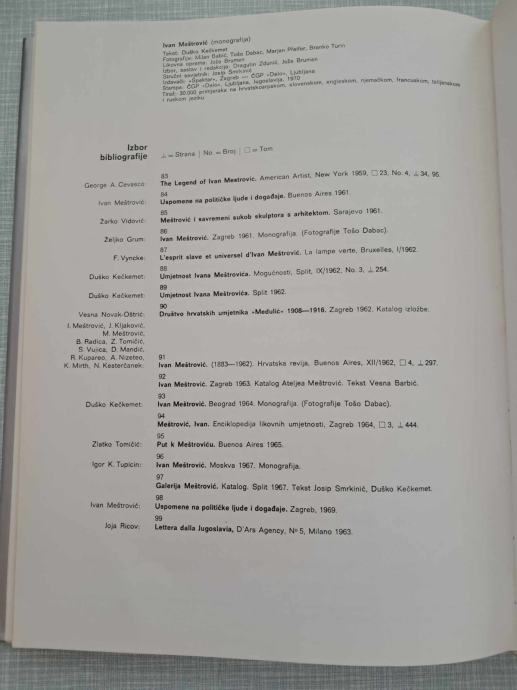 Ivan Meštrović (monografija)
Tekst: Duško Kečkemet
Fotografije: Milan Babić, Tošo Dabac, Marjan Pfeifer, Branko Turin
Likovna oprema: Joža Brumen
Izbor, sestav i redakcija: Dragutin Zdunić, Joža Brumen
Stručni savjetnik: Josip Smrkinić
Izdavači: »Spektar«, Zagreb — ČGP »Delo«, Ljubljana
Štampa: ČGP »Delo«, Ljubljana, Jugoslavija, 1970
Tiraž: 30.000 primjeraka na hrvatskosrpskom, slovenskom, engleskom, njemačkom, francuskom, talijanskom
i ruskom jeziku
Izbor
bibliografije ⊥ = Strana | No. = Broj | □ = Tom
83
George A. Cevasco: The Legend of Ivan Mestrovic. American Artist, New York 1959, □ 23, No. 4, ⊥ 34, 95.
84
Ivan Meštrović: Uspomene na političke ljude i događaje. Buenos Aires 1961.
85
Žarko Vidović: Meštrović i savremeni sukob skulptora s arhitektom. Sarajevo 1961.
86
Željko Grum: Ivan Meštrović. Zagreb 1961. Monografija. (Fotografije Tošo Dabac).
87
F. Vyncke: L'esprit slave et universel d'Ivan Meštrović. La lampe verte, Bruxelles, I/1962.
88
Duško Kečkemet: Umjetnost Ivana Meštrovića. Mogućnosti, Split, IX/1962, No. 3, ⊥ 254.
89
Duško Kečkemet: Umjetnost Ivana Meštrovića. Split 1962.
90
Vesna Novak-Oštrić: Društvo hrvatskih umjetnika »Medulić« 1908—1916. Zagreb 1962. Katalog izložbe.
I. Meštrović, J. Kljaković,
M. Meštrović,
B. Radica, Z. Tomičić,
S. Vujica, D. Mandić,
R. Kupareo, A. Nizeteo, 91
K. Mirth, N. Kesterčanek: Ivan Meštrović. (1883—1962). Hrvatska revija, Buenos Aires, XII/1962, □ 4, ⊥ 297.
92
Ivan Meštrović. Zagreb 1963. Katalog Ateljea Meštrović. Tekst Vesna Barbić.
93
Duško Kečkemet: Ivan Meštrović. Beograd 1964. Monografija. (Fotografije Tošo Dabac).
94
Meštrović, Ivan. Enciklopedija likovnih umjetnosti, Zagreb 1964, □ 3, ⊥ 444.
95
Zlatko Tomičić: Put k Meštroviću. Buenos Aires 1965.
96
Igor K. Tupicin: Ivan Meštrović. Moskva 1967. Monografija.
97
Galerija Meštrović. Katalog. Split 1967. Tekst Josip Smrkinić, Duško Kečkemet.
98
Ivan Meštrović: Uspomene na političke ljude i događaje. Zagreb, 1969.
99
Joja Ricov: Lettera dalla Jugoslavia, D'Ars Agency, No 5, Milano 1963.